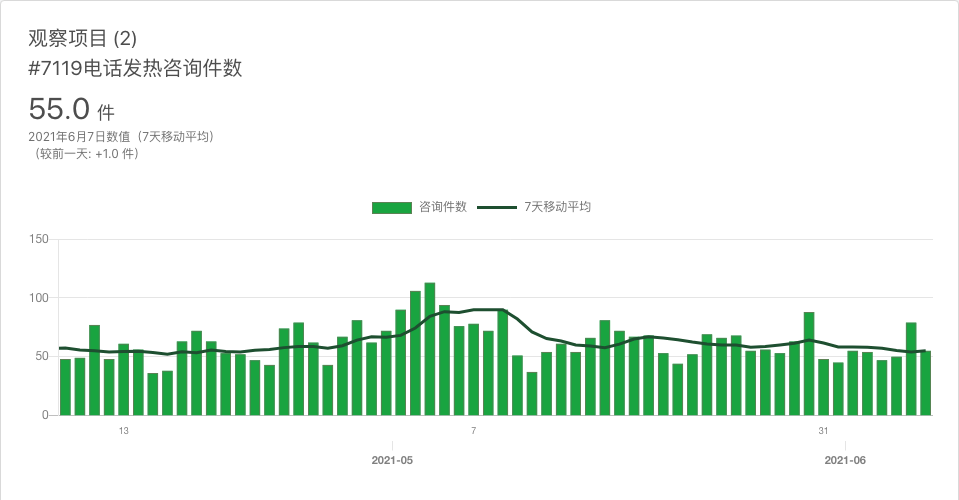 观察项目 (2)
#7119电话发热咨询件数
55.0 件
2021年6月7日数值（7天移动平均）
（较前一天: +1.0 件）
咨询件数 7天移动平均
150
100
50
0
13 7 31
2021-05 2021-06